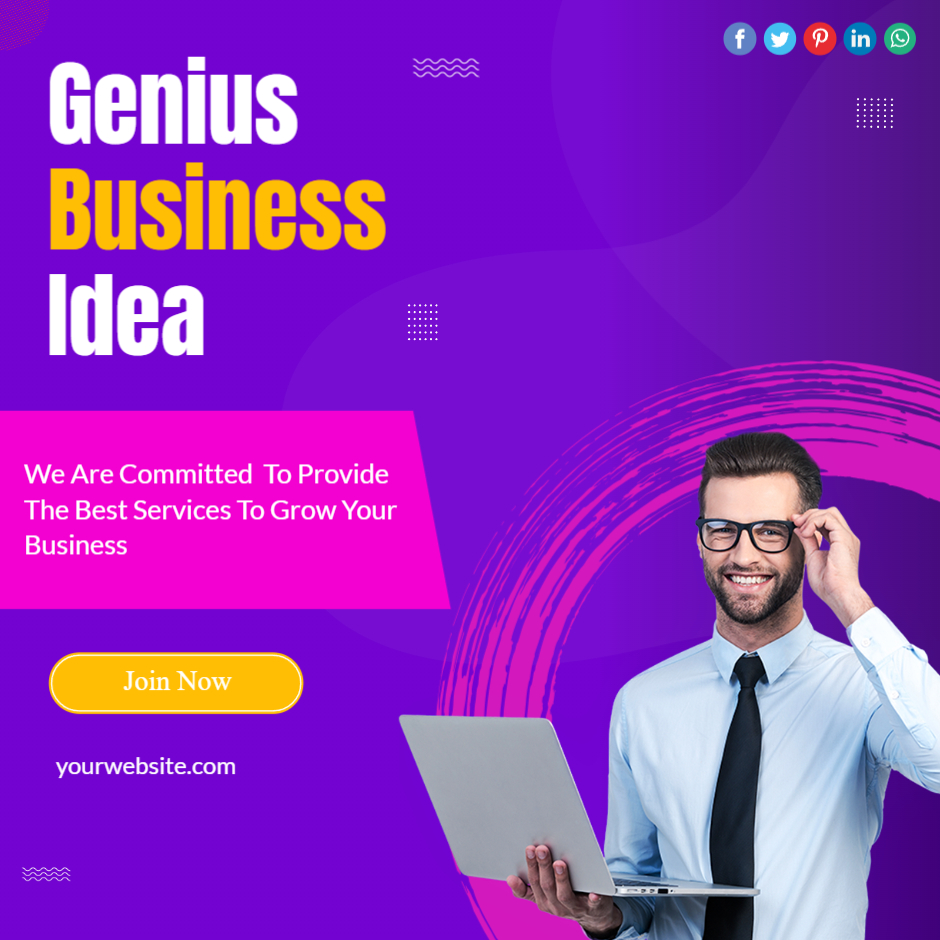 Genius
Business
Idea
We Are Committed  To Provide
The Best Services To Grow Your
Business
Join Now
yourwebsite.com